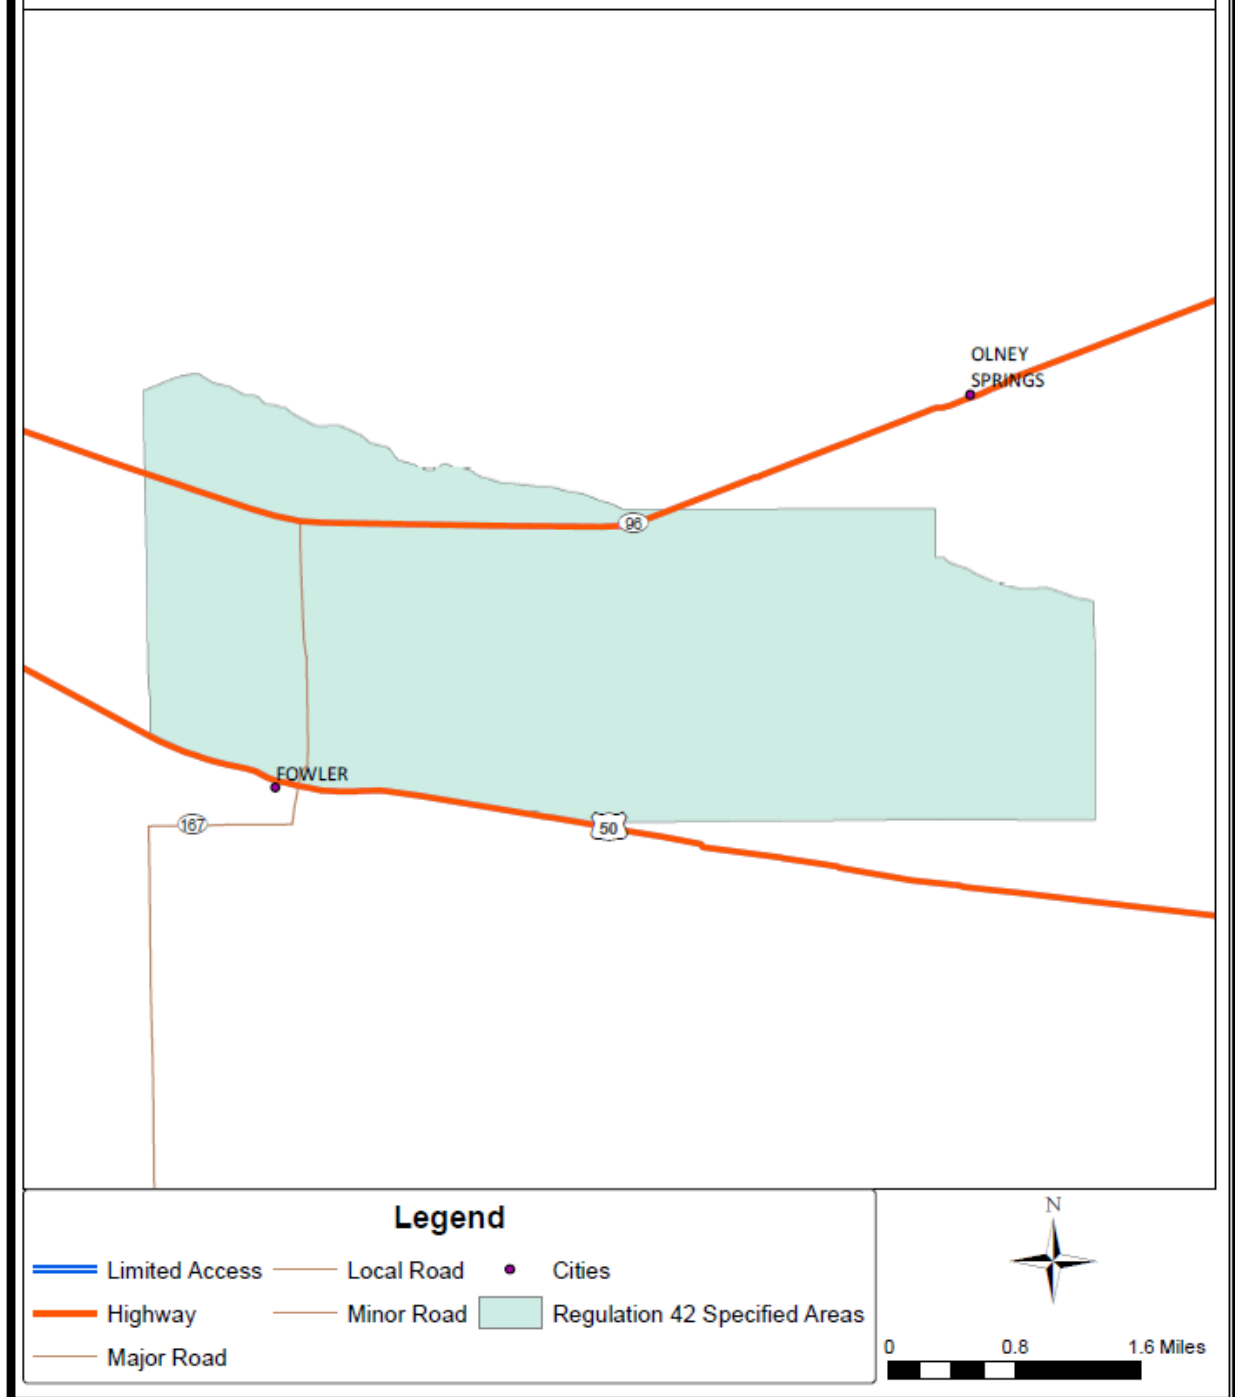 OLNEY
SPRINGS
96
FOWLER
167
50
Legend
Limited Access
Local Road
Cities
Highway
Minor Road
Regulation 42 Specified Areas
Major Road
N
0 0.8 1.6 Miles